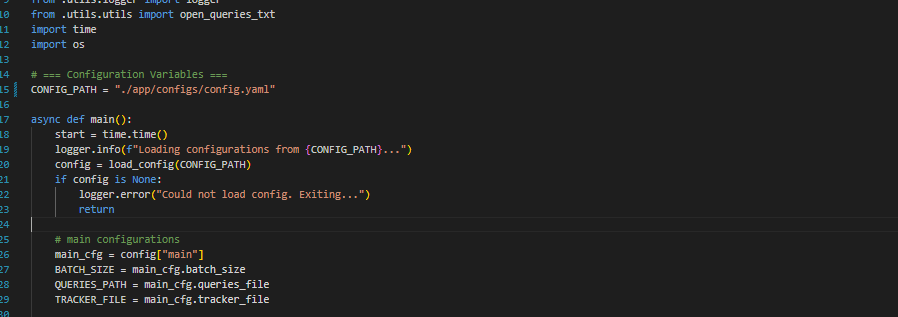 9 from .utils.logger import logger
10 from .utils.utils import open_queries_txt
11 import time
12 import os
13
14 # === Configuration Variables ===
15 CONFIG_PATH = "./app/configs/config.yaml"
16
17 async def main():
18     start = time.time()
19     logger.info(f"Loading configurations from {CONFIG_PATH}...")
20     config = load_config(CONFIG_PATH)
21     if config is None:
22         logger.error("Could not load config. Exiting...")
23         return
24
25     # main configurations
26     main_cfg = config["main"]
27     BATCH_SIZE = main_cfg.batch_size
28     QUERIES_PATH = main_cfg.queries_file
29     TRACKER_FILE = main_cfg.tracker_file
30